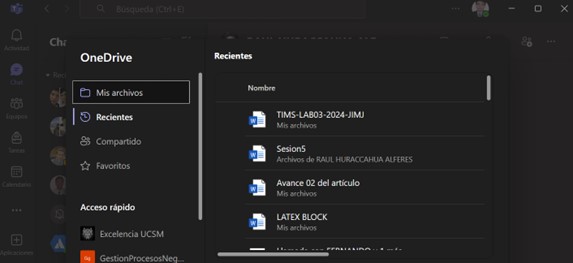 Búsqueda (Ctrl+E)
Actividad
Chat
Equipos
Tareas
Calendario
Aplicaciones
Cha
OneDrive
Mis archivos
Recientes
Compartido
Favoritos
Acceso rápido
Excelencia UCSM
GestionProcesosNeg...
Recientes
Nombre
TIMS-LAB03-2024-JIMJ
Mis archivos
Sesion5
Archivos de RAUL HURACCAHUA ALFERES
Avance 02 del artículo
Mis archivos
LATEX BLOCK
Mis archivos